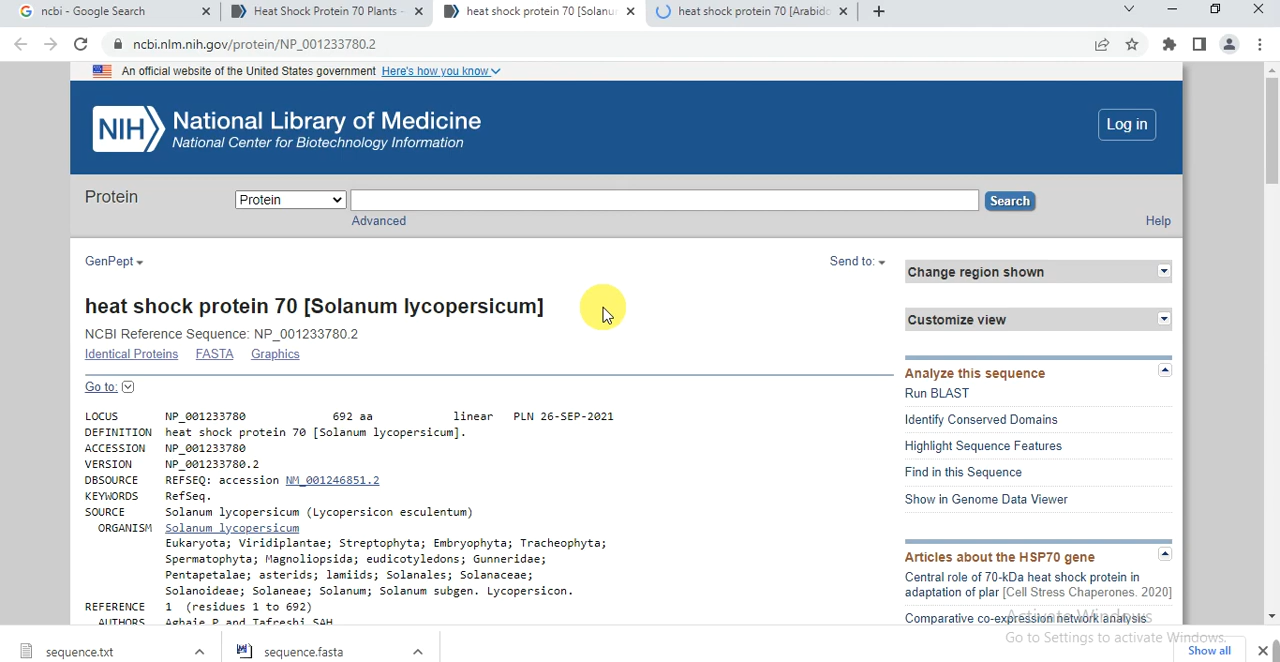 ncbi - Google Search
Heat Shock Protein 70 Plants -
heat shock protein 70 [Solanu
heat shock protein 70 [Arabido
ncbi.nlm.nih.gov/protein/NP_001233780.2
An official website of the United States government Here's how you know
NIH National Library of Medicine
National Center for Biotechnology Information
Log in
Protein
Protein
Search
Advanced
Help
GenPept
Send to:
Change region shown
heat shock protein 70 [Solanum lycopersicum]
Customize view
NCBI Reference Sequence: NP_001233780.2
Identical Proteins FASTA Graphics
Analyze this sequence
Go to:
Run BLAST
LOCUS NP_001233780 692 aa linear PLN 26-SEP-2021
Identify Conserved Domains
DEFINITION heat shock protein 70 [Solanum lycopersicum].
ACCESSION NP_001233780
Highlight Sequence Features
VERSION NP_001233780.2
Find in this Sequence
DBSOURCE REFSEQ: accession NM_001246851.2
KEYWORDS RefSeq.
Show in Genome Data Viewer
SOURCE Solanum lycopersicum (Lycopersicon esculentum)
ORGANISM Solanum lycopersicum
Eukaryota; Viridiplantae; Streptophyta; Embryophyta; Tracheophyta;
Spermatophyta; Magnoliopsida; eudicotyledons; Gunneridae;
Articles about the HSP70 gene
Pentapetalae; asterids; lamiids; Solanales; Solanaceae;
Central role of 70-kDa heat shock protein in
adaptation of plar [Cell Stress Chaperones. 2020]
Solanoideae; Solaneae; Solanum; Solanum subgen. Lycopersicon.
REFERENCE 1 (residues 1 to 692)
Comparative co-expression network analysis
AUTHORS Aghaie P and Tafreshi SAH
Activate Windows
Go to Settings to activate Windows.
sequence.txt
sequence.fasta
Show all